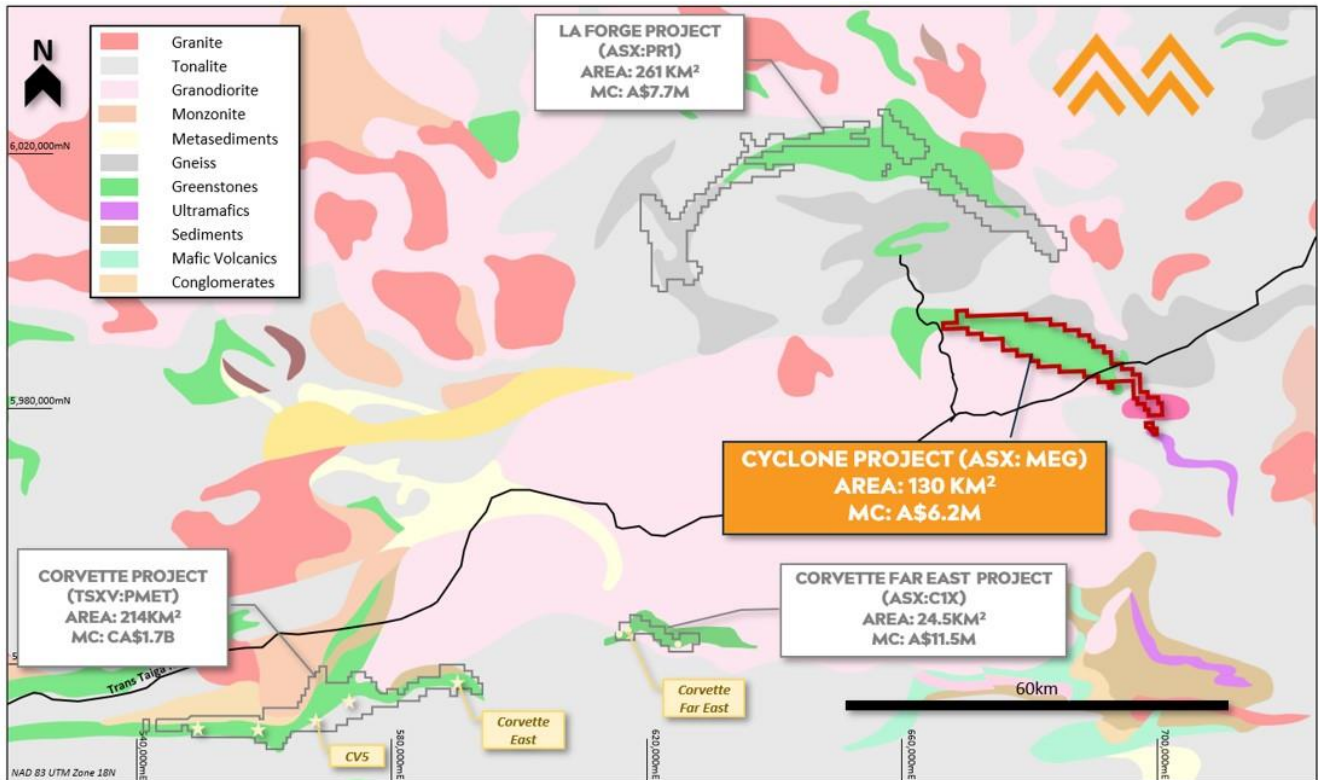 N
Granite
Tonalite
Granodiorite
Monzonite
Metasediments
Gneiss
Greenstones
Ultramafics
Sediments
Mafic Volcanics
Conglomerates
LA FORGE PROJECT
(ASX:PR1)
AREA: 261 KM²
MC: A$7.7M
6,020,000mN
5,980,000mN
CYCLONE PROJECT (ASX: MEG)
AREA: 130 KM²
MC: A$6.2M
CORVETTE PROJECT
(TSXV:PMET)
AREA: 214KM²
MC: CA$1.7B
CORVETTE FAR EAST PROJECT
(ASX:C1X)
AREA: 24.5KM²
MC: A$11.5M
5
Trans Taiga
60km
Corvette
Far East
Corvette
East
CV5
540,000mE
580,000mE
620,000mE
660,000mE
700,000mE
NAD 83 UTM Zone 18N